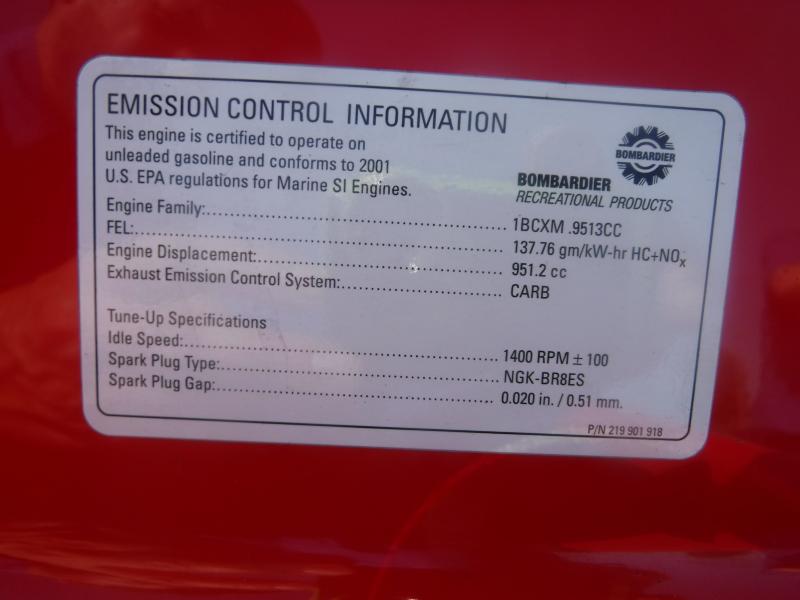 EMISSION CONTROL INFORMATION
This engine is certified to operate on
unleaded gasoline and conforms to 2001
U.S. EPA regulations for Marine SI Engines.
BOMBARDIER
BOMBARDIER
RECREATIONAL PRODUCTS
Engine Family:.......................................... 1BCXM .9513CC
FEL:.......................................................... 137.76 gm/kW-hr HC+NOx
Engine Displacement:................................ 951.2 cc
Exhaust Emission Control System:............... CARB
Tune-Up Specifications
Idle Speed:................................................ 1400 RPM ± 100
Spark Plug Type:....................................... NGK-BR8ES
Spark Plug Gap:........................................ 0.020 in. / 0.51 mm.
P/N 219 901 918